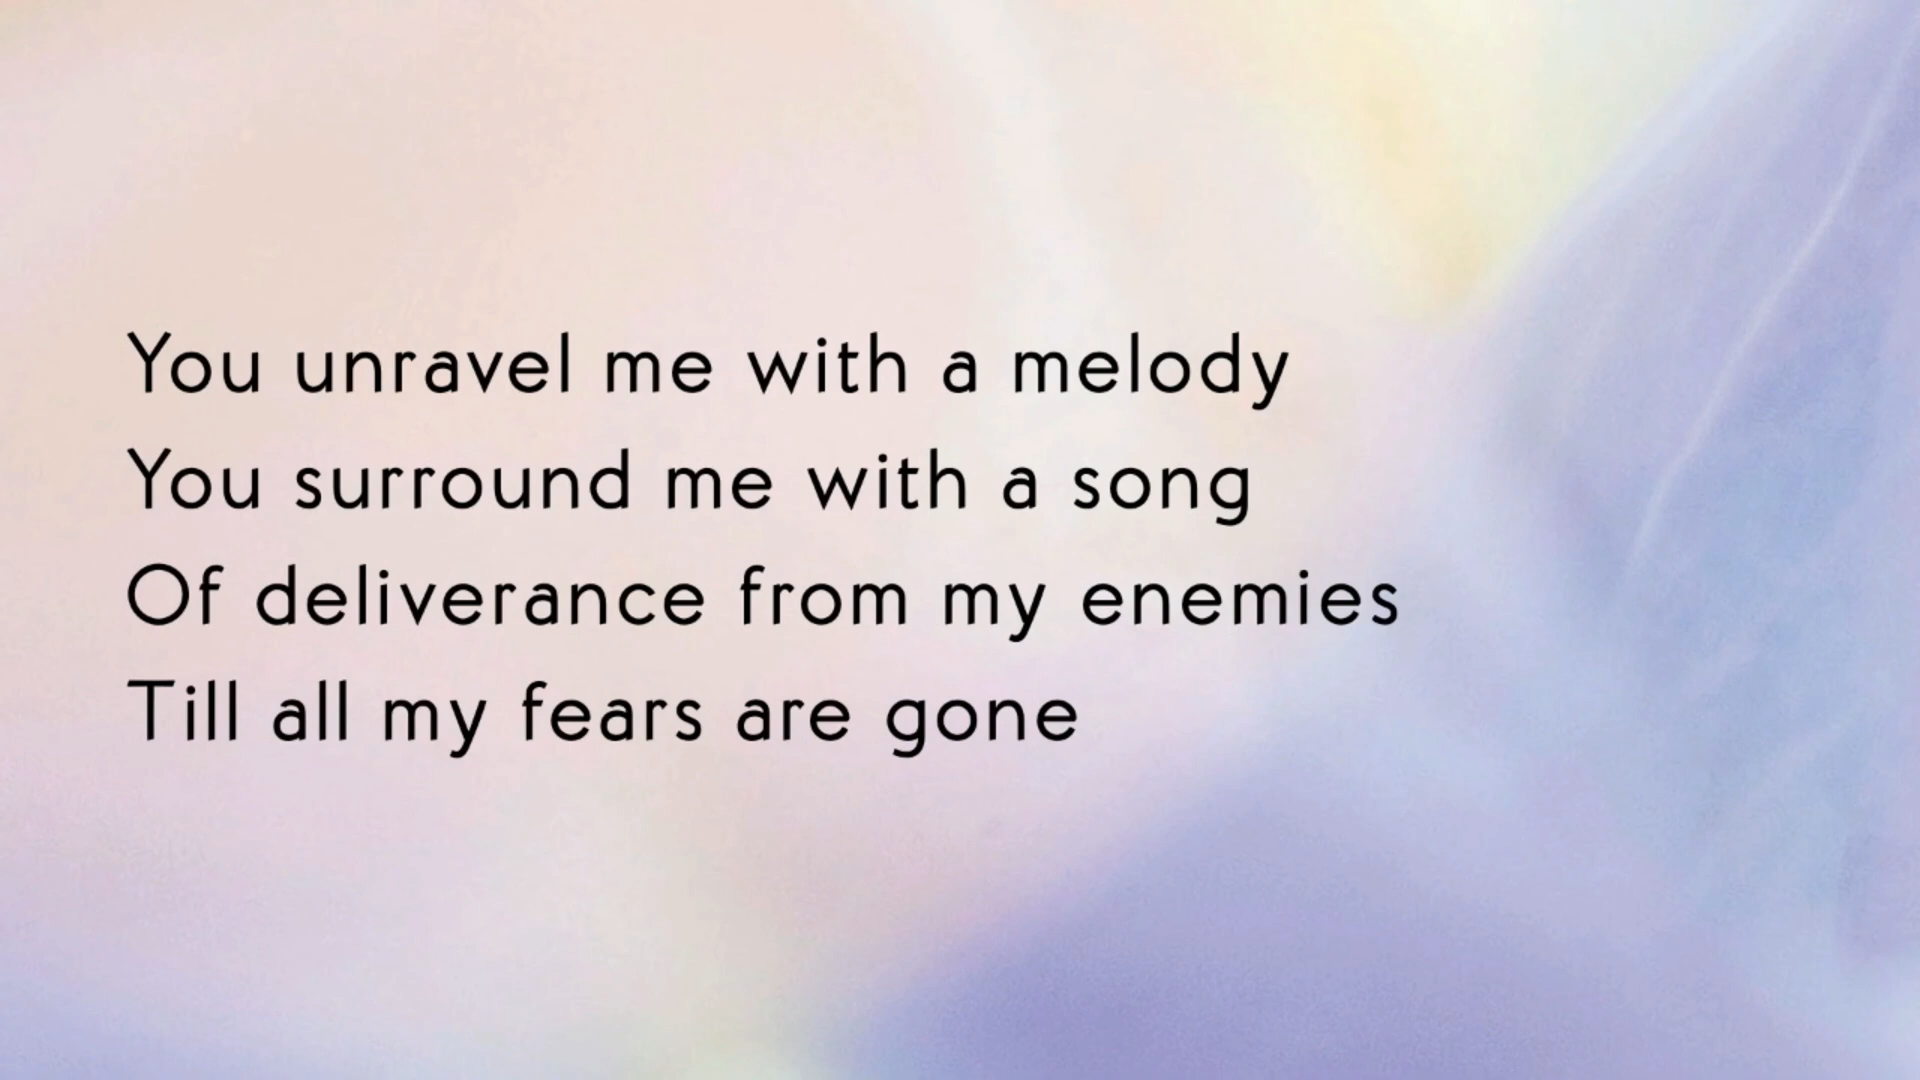 You unravel me with a melody
You surround me with a song
Of deliverance from my enemies
Till all my fears are gone